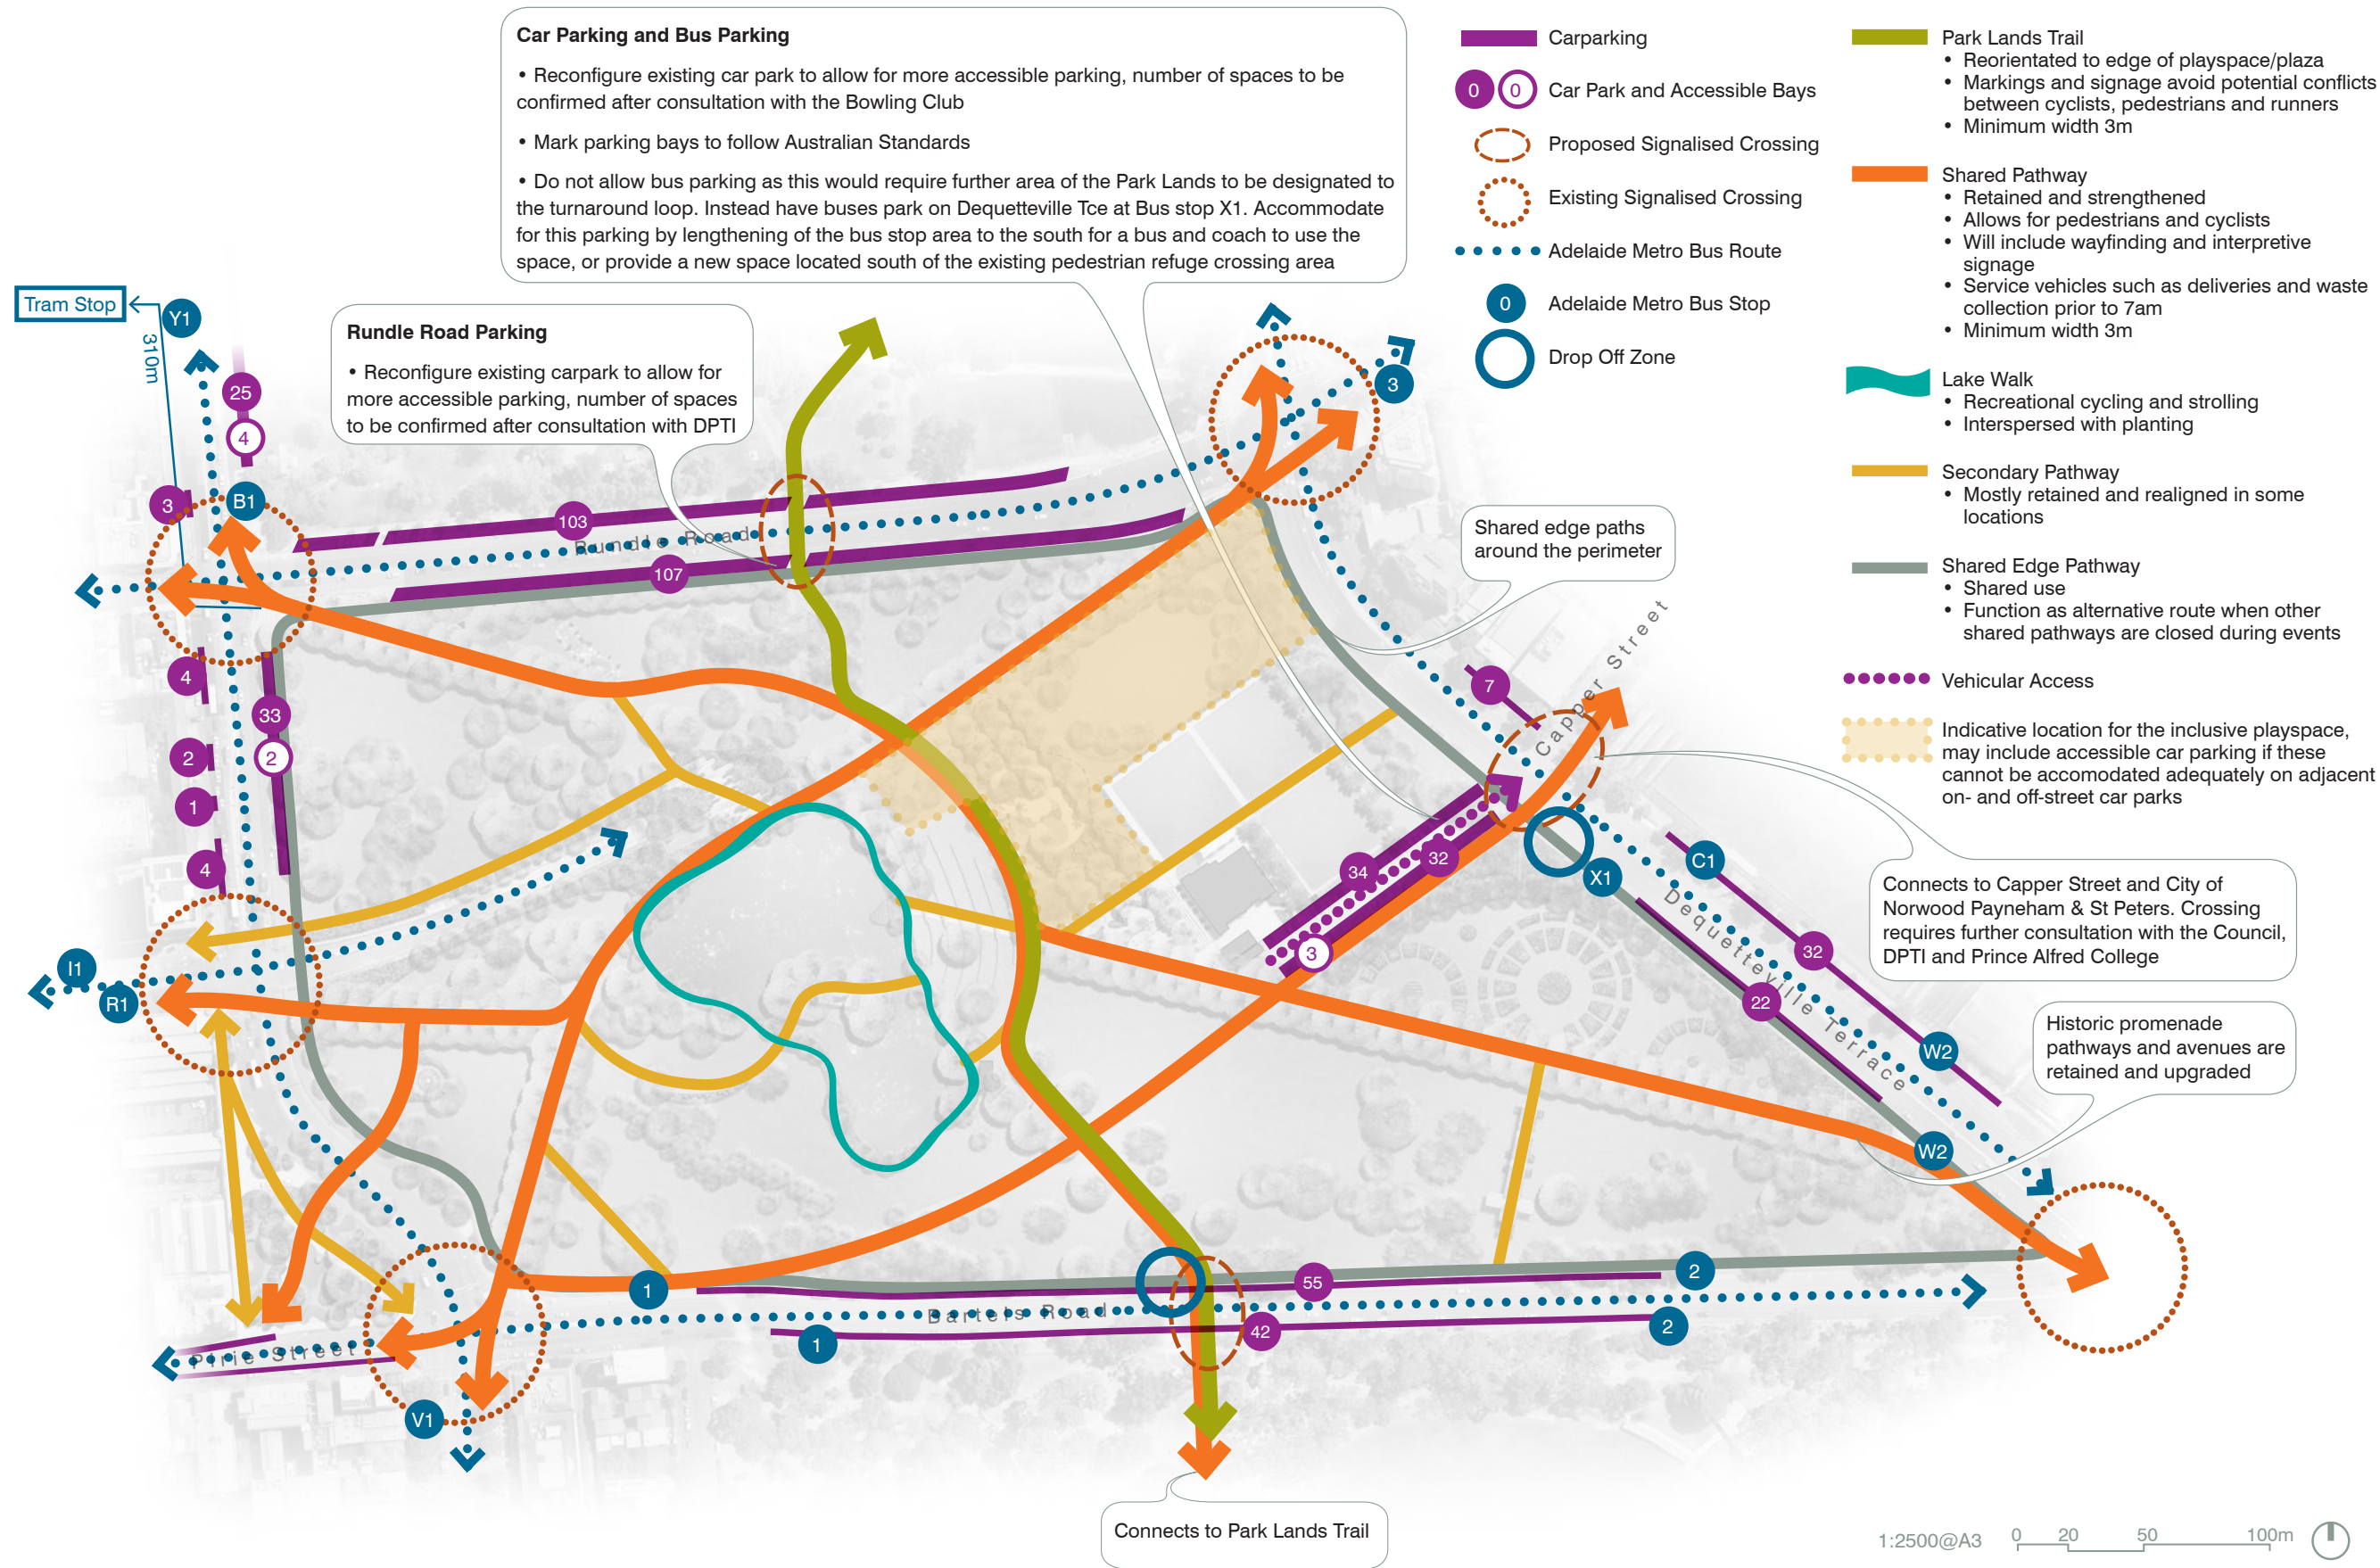 Car Parking and Bus Parking
• Reconfigure existing car park to allow for more accessible parking, number of spaces to be
confirmed after consultation with the Bowling Club
• Mark parking bays to follow Australian Standards
• Do not allow bus parking as this would require further area of the Park Lands to be designated to
the turnaround loop. Instead have buses park on Dequetteville Tce at Bus stop X1. Accommodate
for this parking by lengthening of the bus stop area to the south for a bus and coach to use the
space, or provide a new space located south of the existing pedestrian refuge crossing area
Carparking
0 0 Car Park and Accessible Bays
Proposed Signalised Crossing
Existing Signalised Crossing
Adelaide Metro Bus Route
0 Adelaide Metro Bus Stop
Drop Off Zone
Park Lands Trail
• Reorientated to edge of playspace/plaza
• Markings and signage avoid potential conflicts
between cyclists, pedestrians and runners
• Minimum width 3m
Shared Pathway
• Retained and strengthened
• Allows for pedestrians and cyclists
• Will include wayfinding and interpretive
signage
• Service vehicles such as deliveries and waste
collection prior to 7am
• Minimum width 3m
Lake Walk
• Recreational cycling and strolling
• Interspersed with planting
Secondary Pathway
• Mostly retained and realigned in some
locations
Shared Edge Pathway
• Shared use
• Function as alternative route when other
shared pathways are closed during events
Vehicular Access
Indicative location for the inclusive playspace,
may include accessible car parking if these
cannot be accomodated adequately on adjacent
on- and off-street car parks
Tram Stop
Y1
310m
Rundle Road Parking
• Reconfigure existing carpark to allow for
more accessible parking, number of spaces
to be confirmed after consultation with DPTI
25
4
3
3
B1
103
Rundle Road
107
Shared edge paths
around the perimeter
4
33
2
2
1
4
7
Capper Street
34
32
3
X1
C1
Dequetteville Terrace
32
22
W2
W2
Connects to Capper Street and City of
Norwood Payneham & St Peters. Crossing
requires further consultation with the Council,
DPTI and Prince Alfred College
Historic promenade
pathways and avenues are
retained and upgraded
I1
R1
1
55
2
Bartels Road
1
42
2
Pirie Street
V1
Connects to Park Lands Trail
1:2500@A3
0 20 50 100m